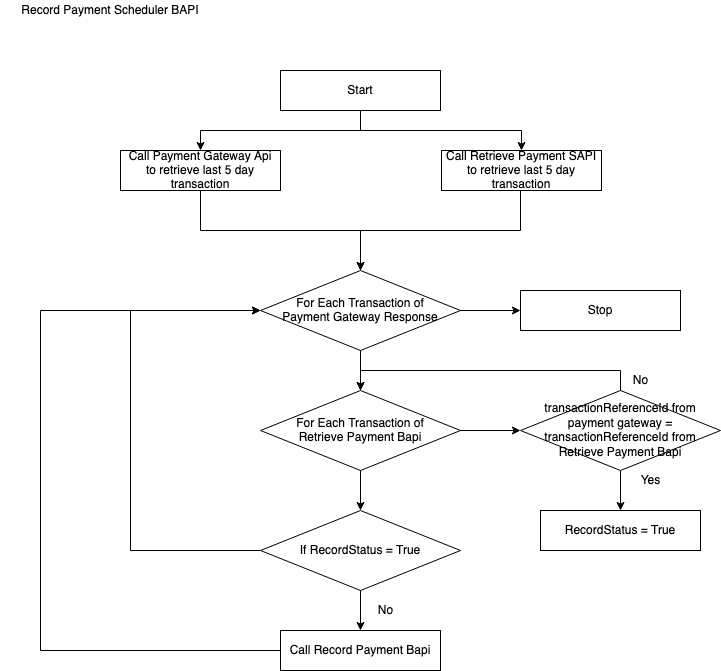 Record Payment Scheduler BAPI
Start
Call Payment Gateway Api
to retrieve last 5 day
transaction
Call Retrieve Payment SAPI
to retrieve last 5 day
transaction
For Each Transaction of
Payment Gateway Response
Stop
No
For Each Transaction of
Retrieve Payment Bapi
transactionReferenceId from
payment gateway =
transactionReferenceId from
Retrieve Payment Bapi
Yes
RecordStatus = True
If RecordStatus = True
No
Call Record Payment Bapi